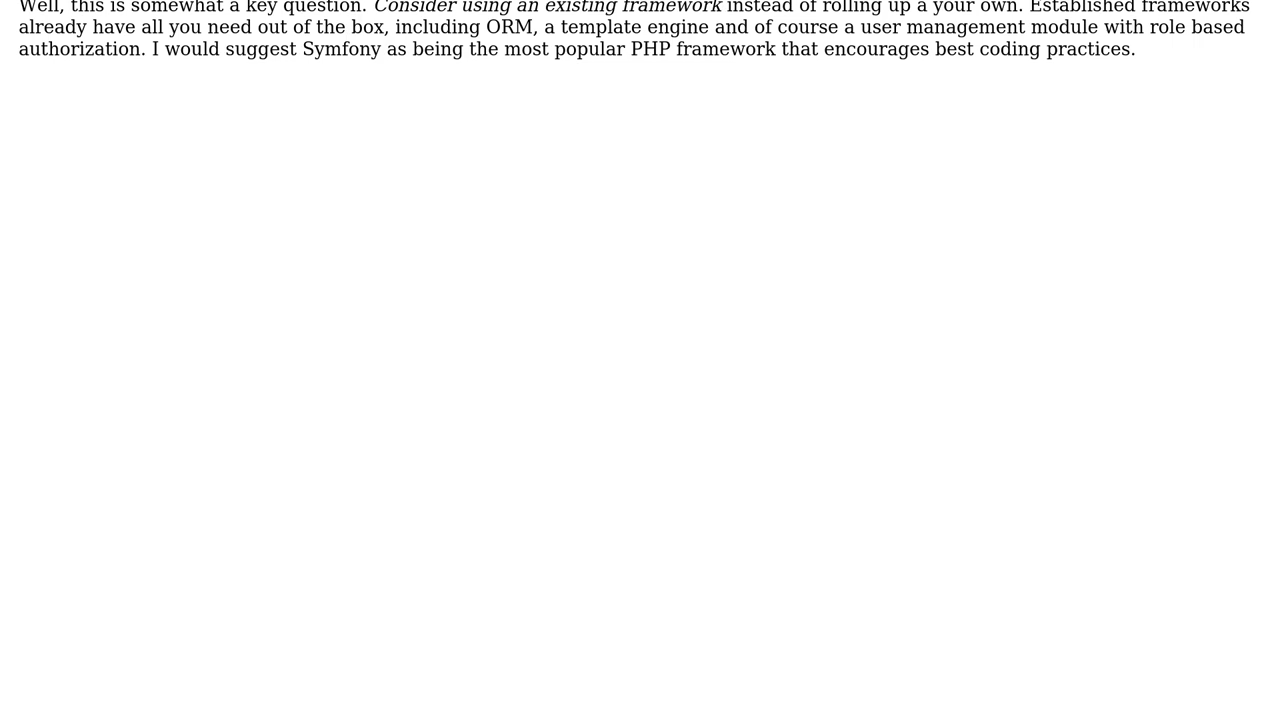 Well, this is somewhat a key question. Consider using an existing framework instead of rolling up a your own. Established frameworks
already have all you need out of the box, including ORM, a template engine and of course a user management module with role based
authorization. I would suggest Symfony as being the most popular PHP framework that encourages best coding practices.